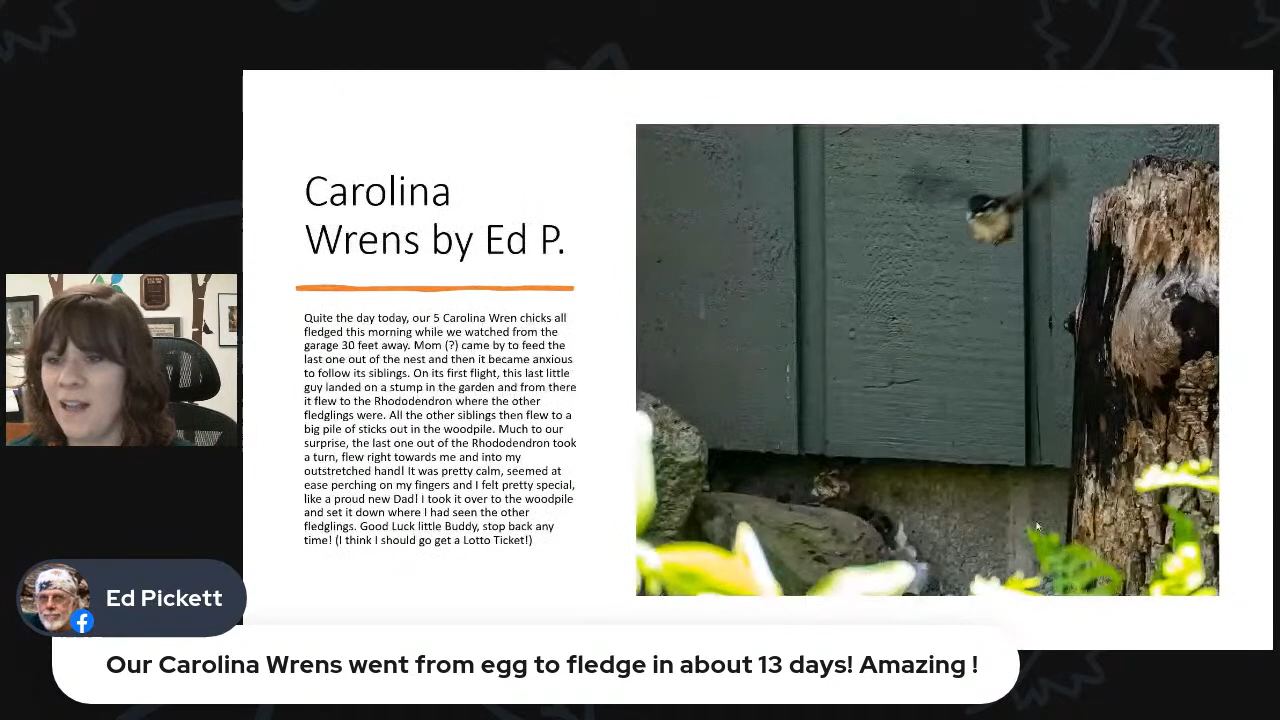 Carolina
Wrens by Ed P.
Quite the day today, our 5 Carolina Wren chicks all
fledged this morning while we watched from the
garage 30 feet away. Mom (?) came by to feed the
last one out of the nest and then it became anxious
to follow its siblings. On its first flight, this last little
guy landed on a stump in the garden and from there
it flew to the Rhododendron where the other
fledglings were. All the other siblings then flew to a
big pile of sticks out in the woodpile. Much to our
surprise, the last one out of the Rhododendron took
a turn, flew right towards me and into my
outstretched hand! It was pretty calm, seemed at
ease perching on my fingers and I felt pretty special,
like a proud new Dad! I took it over to the woodpile
and set it down where I had seen the other
fledglings. Good Luck little Buddy, stop back any
time! (I think I should go get a Lotto Ticket!)
Ed Pickett
Our Carolina Wrens went from egg to fledge in about 13 days! Amazing !